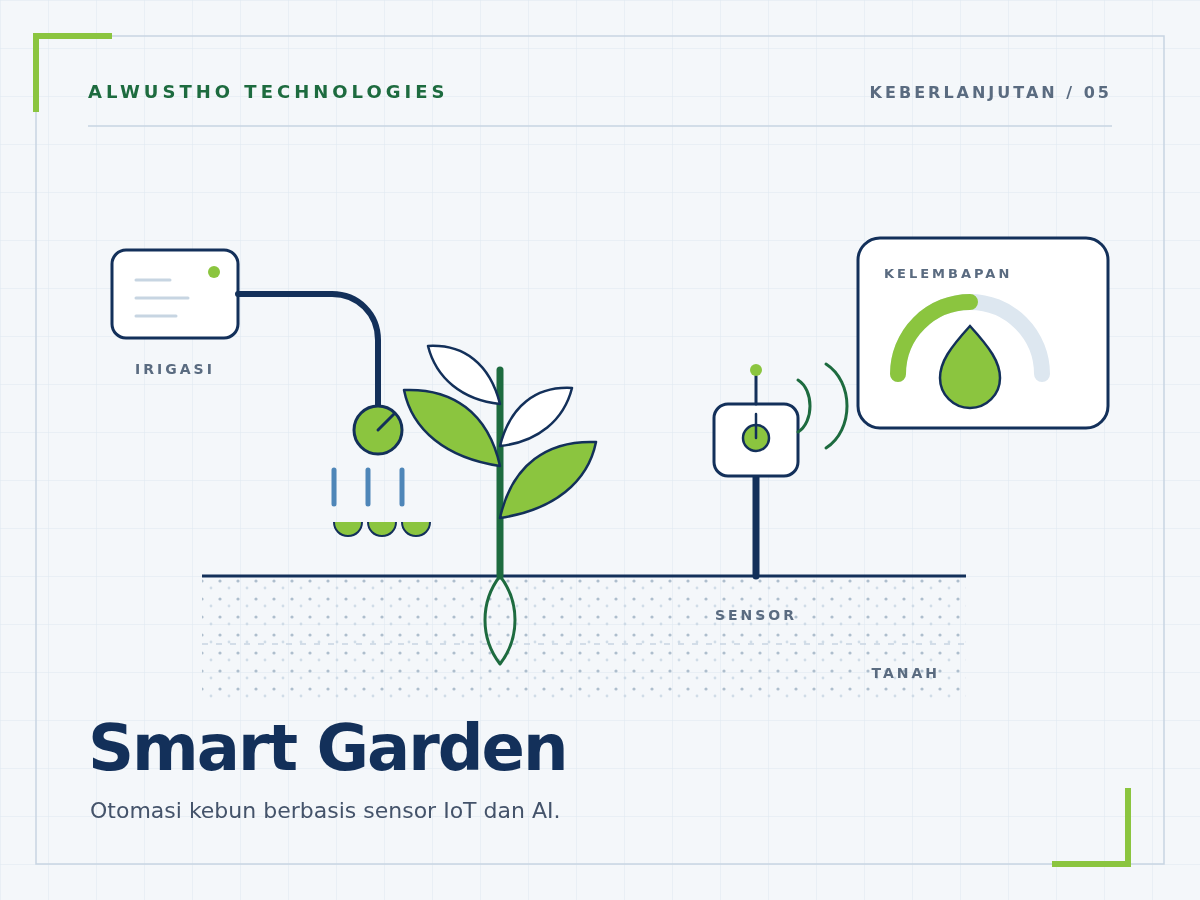 ALWUSTHO TECHNOLOGIES
KEBERLANJUTAN / 05
KELEMBAPAN
IRIGASI
SENSOR
TANAH
Smart Garden
Otomasi kebun berbasis sensor IoT dan AI.